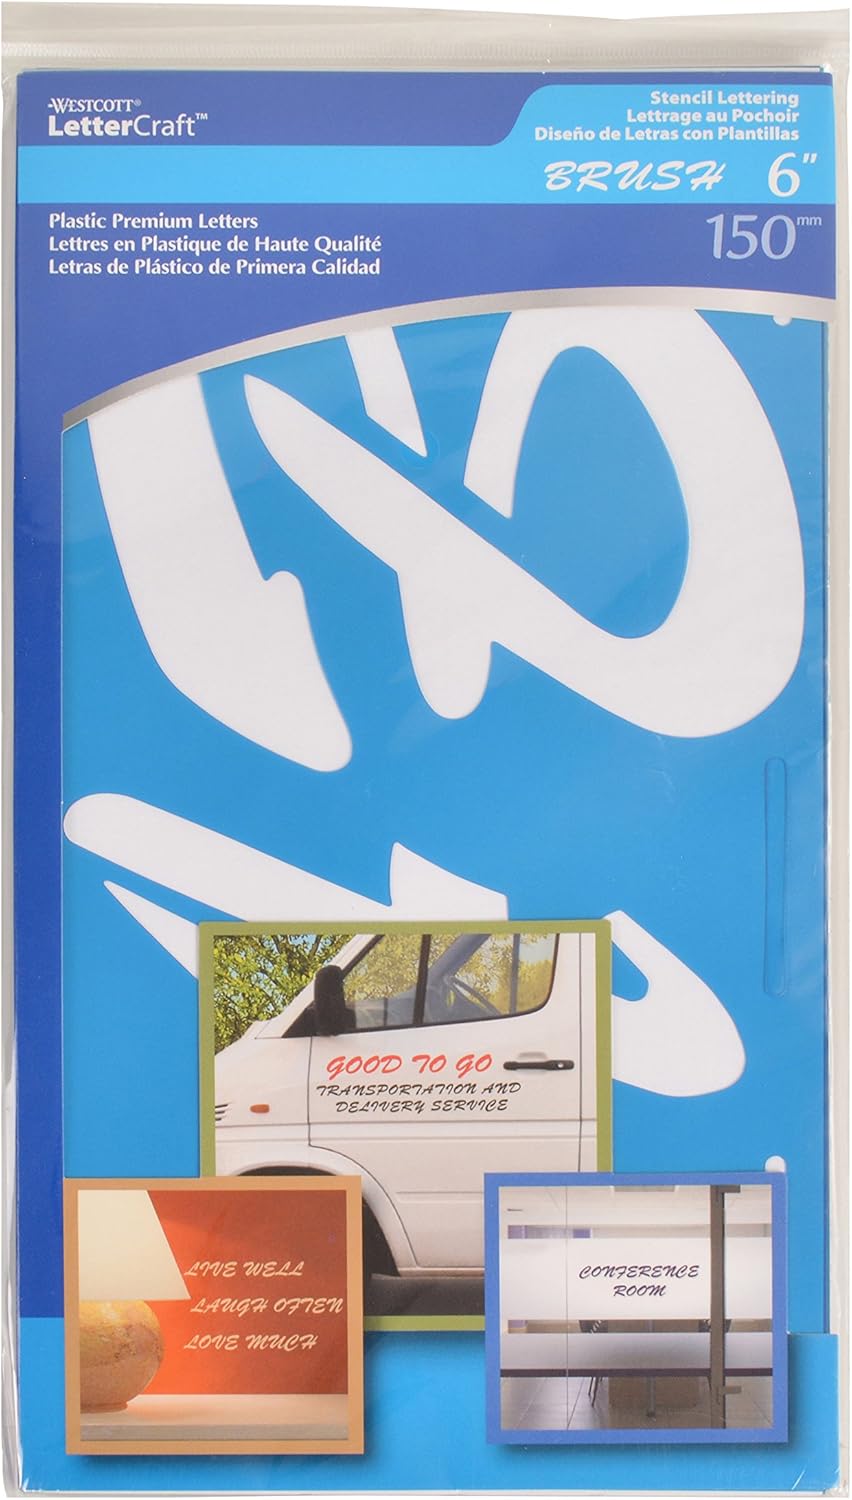 WESTCOTT®
LetterCraft™
Stencil Lettering
Lettrage au Pochoir
Diseño de Letras con Plantillas
BRUSH 6"
150mm
Plastic Premium Letters
Lettres en Plastique de Haute Qualité
Letras de Plástico de Primera Calidad
GOOD TO GO
TRANSPORTATION AND
DELIVERY SERVICE
LIVE WELL
LAUGH OFTEN
LOVE MUCH
CONFERENCE
ROOM